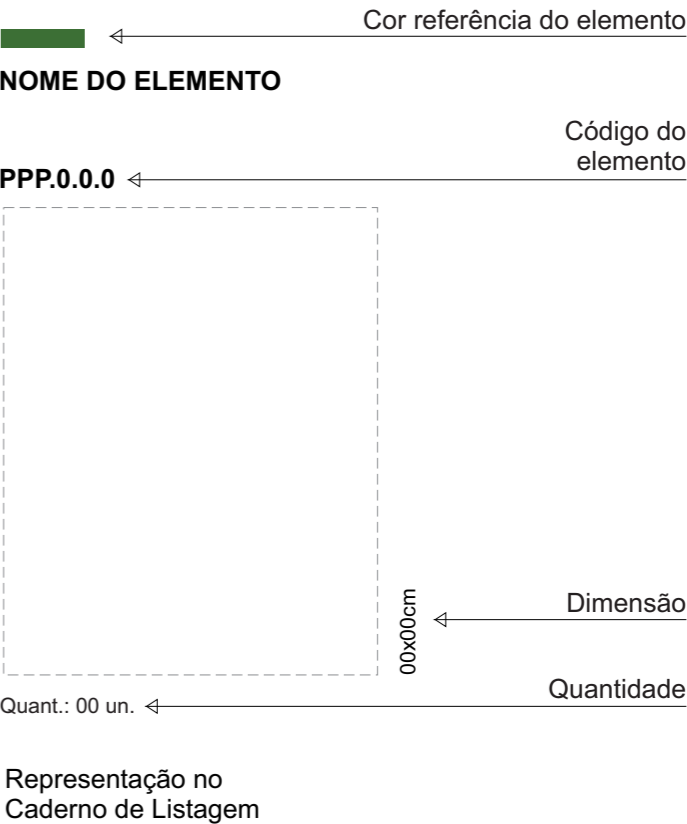 Cor referência do elemento
NOME DO ELEMENTO
Código do
elemento
PPP.0.0.0
00x00cm
Dimensão
Quantidade
Quant.: 00 un.
Representação no
Caderno de Listagem